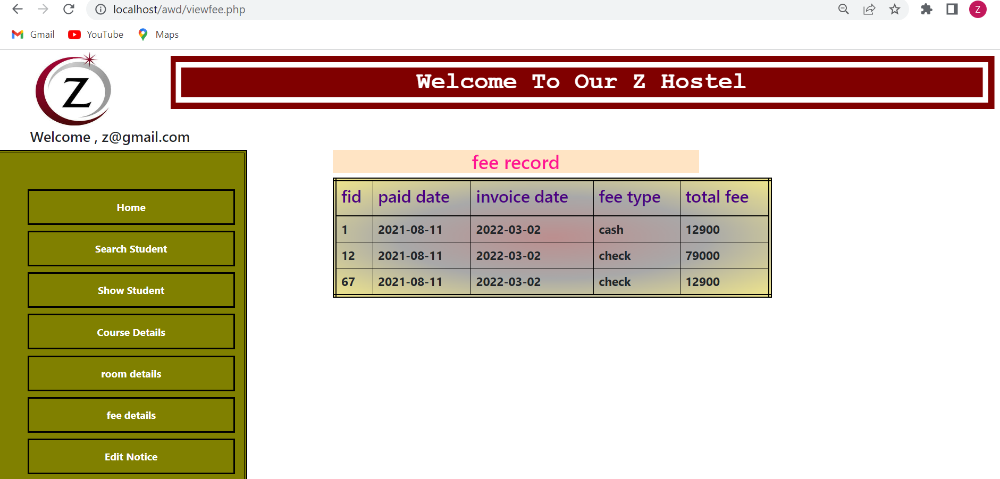 localhost/awd/viewfee.php
Z
Gmail YouTube Maps
Z
Welcome To Our Z Hostel
Welcome , z@gmail.com
fee record
fid paid date invoice date fee type total fee
1 2021-08-11 2022-03-02 cash 12900
12 2021-08-11 2022-03-02 check 79000
67 2021-08-11 2022-03-02 check 12900
Home
Search Student
Show Student
Course Details
room details
fee details
Edit Notice